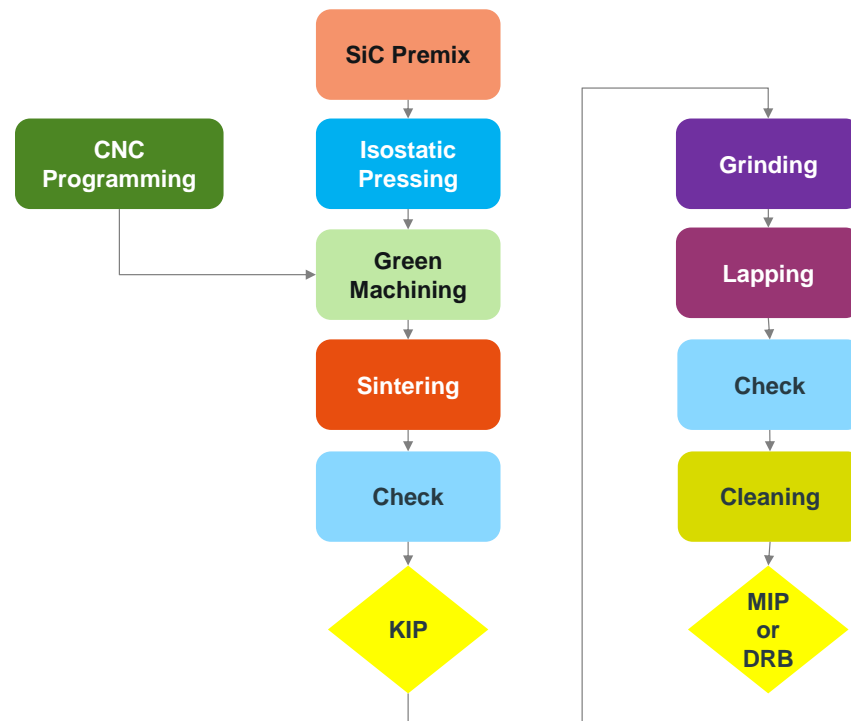 SiC Premix
CNC
Programming
Isostatic
Pressing
Green
Machining
Sintering
Check
KIP
Grinding
Lapping
Check
Cleaning
MIP
or
DRB